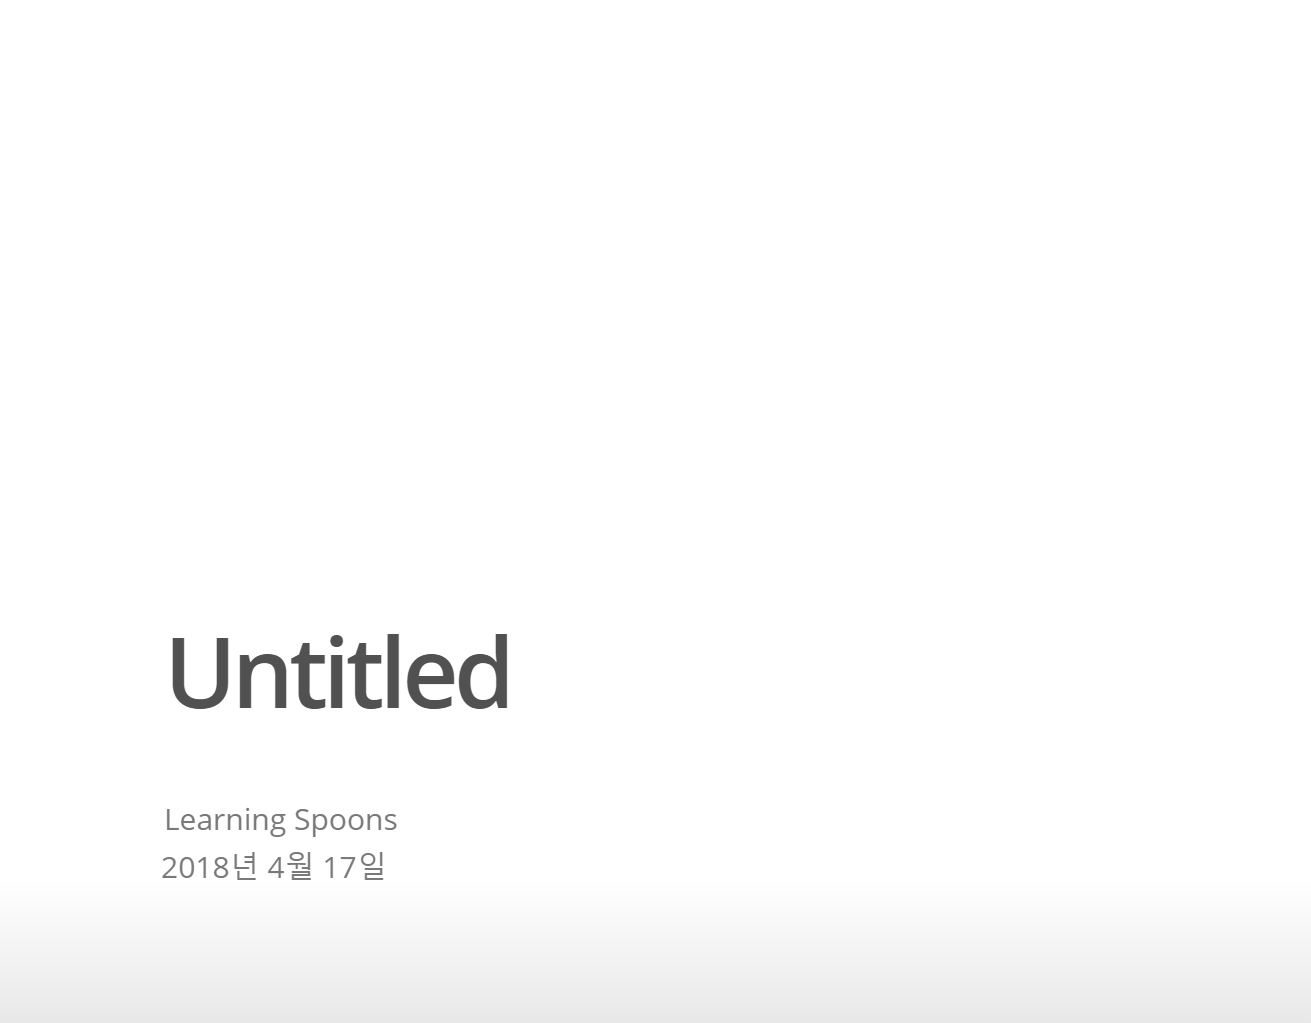 Untitled
Learning Spoons
2018년 4월 17일